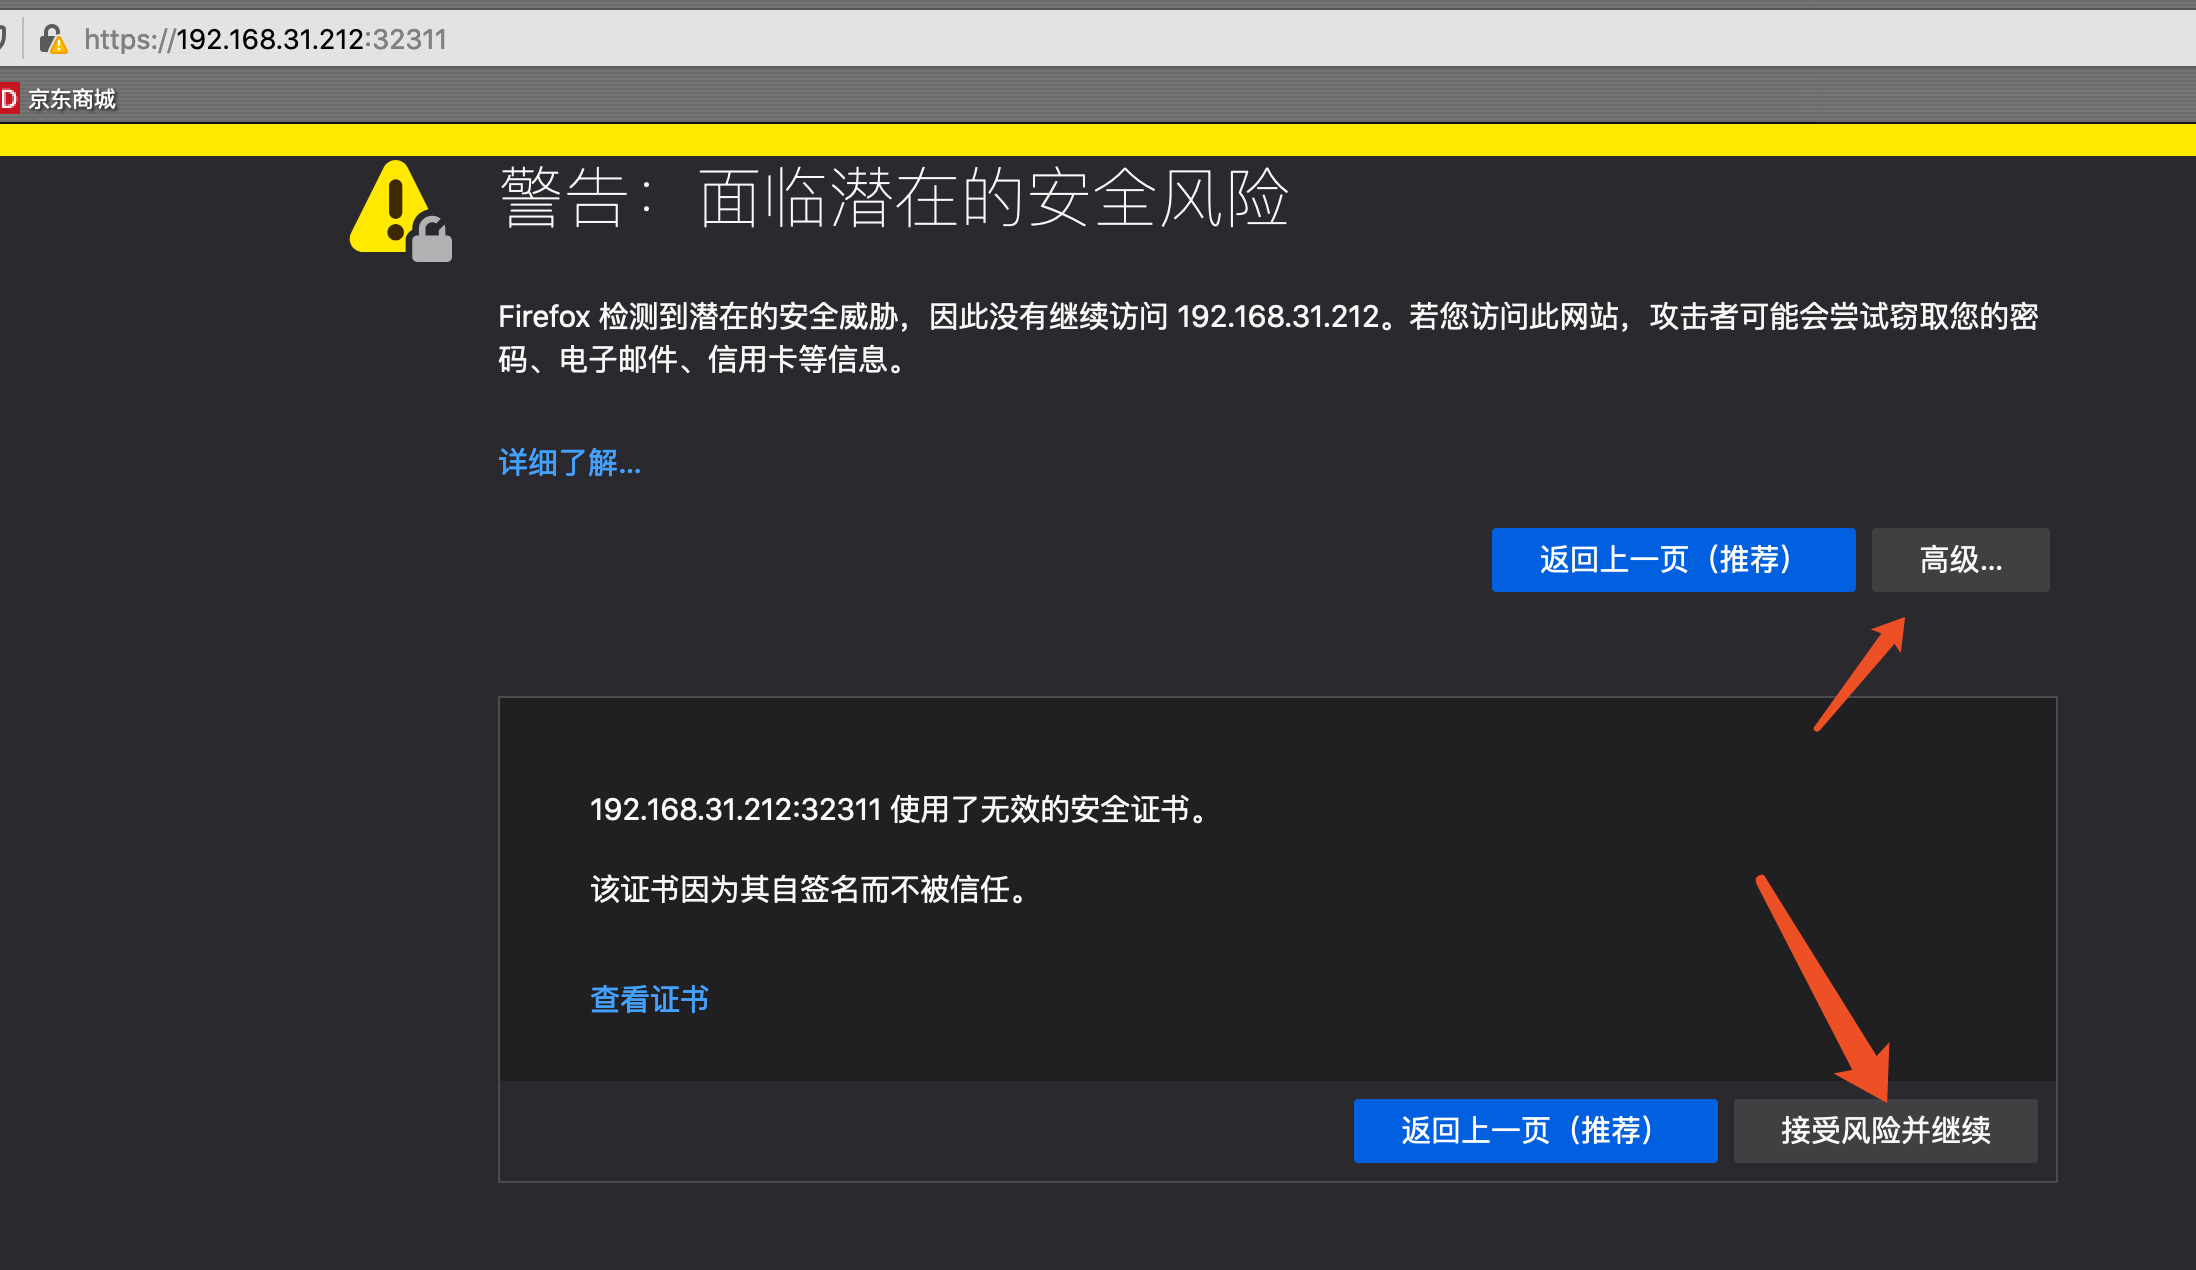 https://192.168.31.212:32311
京东商城
警告：面临潜在的安全风险
Firefox 检测到潜在的安全威胁，因此没有继续访问 192.168.31.212。若您访问此网站，攻击者可能会尝试窃取您的密
码、电子邮件、信用卡等信息。
详细了解...
返回上一页（推荐） 高级...
192.168.31.212:32311 使用了无效的安全证书。
该证书因为其自签名而不被信任。
查看证书
返回上一页（推荐） 接受风险并继续